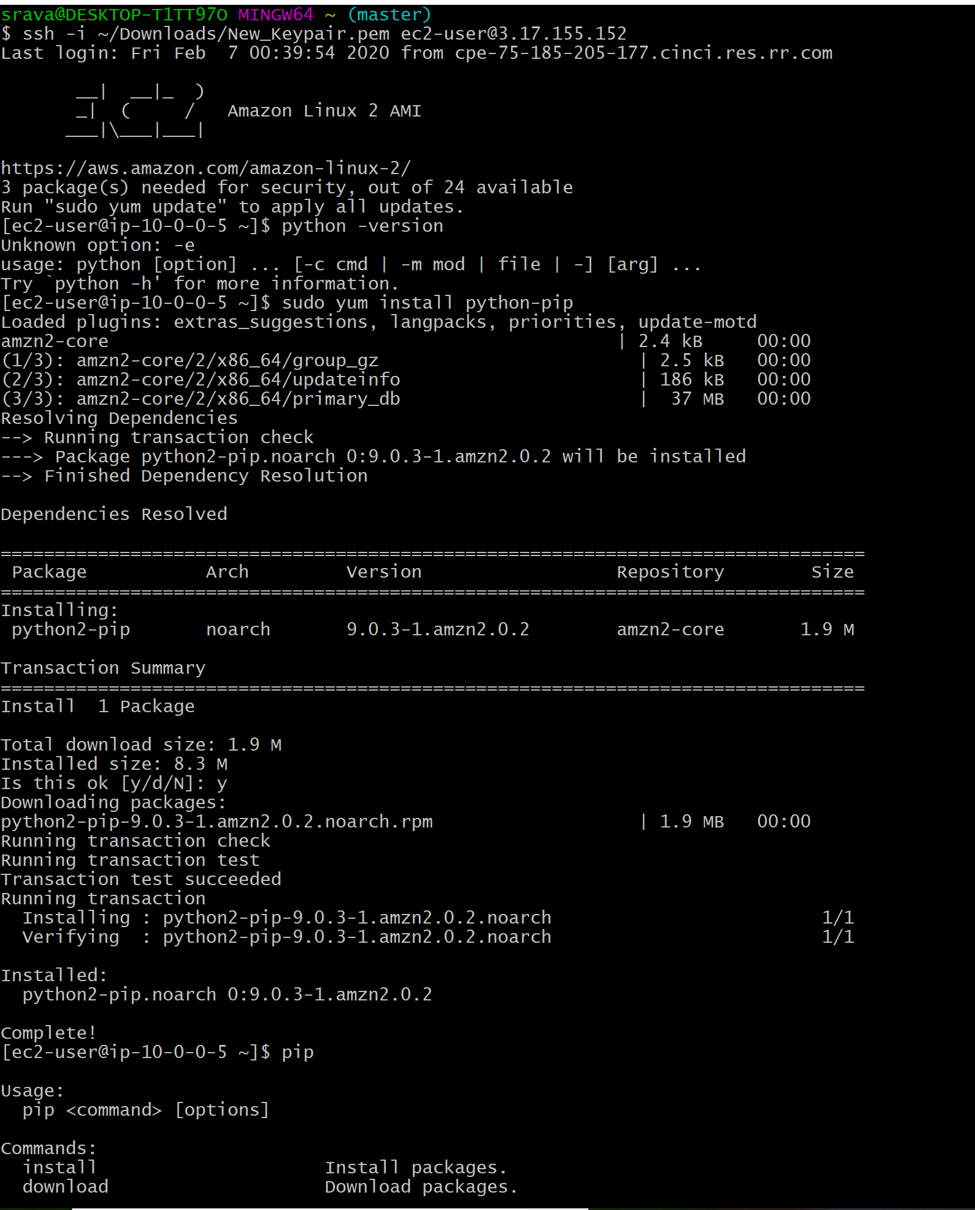 srava@DESKTOP-T1TT97O MINGW64 ~ (master)
$ ssh -i ~/Downloads/New_Keypair.pem ec2-user@3.17.155.152
Last login: Fri Feb  7 00:39:54 2020 from cpe-75-185-205-177.cinci.res.rr.com

       __|  __|_  )
       _|  (     /   Amazon Linux 2 AMI
      ___|\___|___|

https://aws.amazon.com/amazon-linux-2/
3 package(s) needed for security, out of 24 available
Run "sudo yum update" to apply all updates.
[ec2-user@ip-10-0-0-5 ~]$ python -version
Unknown option: -e
usage: python [option] ... [-c cmd | -m mod | file | -] [arg] ...
Try `python -h' for more information.
[ec2-user@ip-10-0-0-5 ~]$ sudo yum install python-pip
Loaded plugins: extras_suggestions, langpacks, priorities, update-motd
amzn2-core                                               | 2.4 kB     00:00
(1/3): amzn2-core/2/x86_64/group_gz                        | 2.5 kB   00:00
(2/3): amzn2-core/2/x86_64/updateinfo                      | 186 kB   00:00
(3/3): amzn2-core/2/x86_64/primary_db                      |  37 MB   00:00
Resolving Dependencies
--> Running transaction check
---> Package python2-pip.noarch 0:9.0.3-1.amzn2.0.2 will be installed
--> Finished Dependency Resolution

Dependencies Resolved

================================================================================
 Package           Arch         Version                  Repository        Size
================================================================================
Installing:
 python2-pip       noarch       9.0.3-1.amzn2.0.2        amzn2-core       1.9 M

Transaction Summary
================================================================================
Install  1 Package

Total download size: 1.9 M
Installed size: 8.3 M
Is this ok [y/d/N]: y
Downloading packages:
python2-pip-9.0.3-1.amzn2.0.2.noarch.rpm                   | 1.9 MB   00:00
Running transaction check
Running transaction test
Transaction test succeeded
Running transaction
  Installing : python2-pip-9.0.3-1.amzn2.0.2.noarch                         1/1
  Verifying  : python2-pip-9.0.3-1.amzn2.0.2.noarch                         1/1

Installed:
  python2-pip.noarch 0:9.0.3-1.amzn2.0.2

Complete!
[ec2-user@ip-10-0-0-5 ~]$ pip

Usage:
  pip <command> [options]

Commands:
  install                     Install packages.
  download                    Download packages.